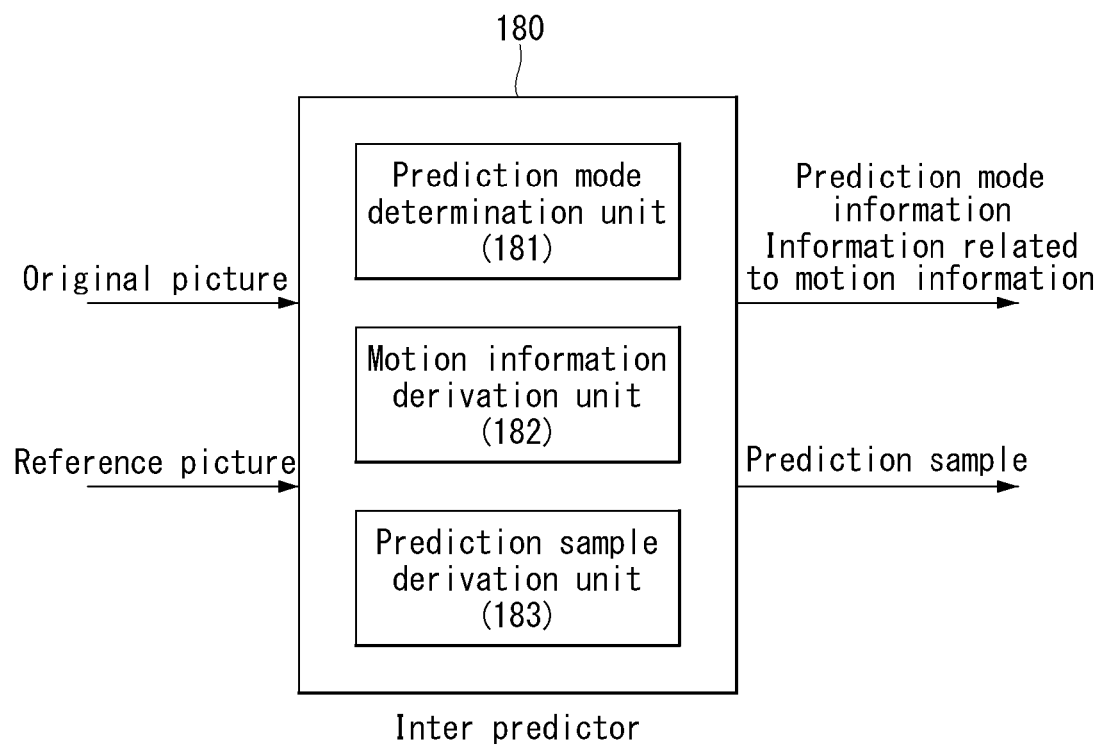 180
Prediction mode
determination unit
(181)
Prediction mode
information
Information related
to motion information
Original picture
Motion information
derivation unit
(182)
Reference picture
Prediction sample
Prediction sample
derivation unit
(183)
Inter predictor